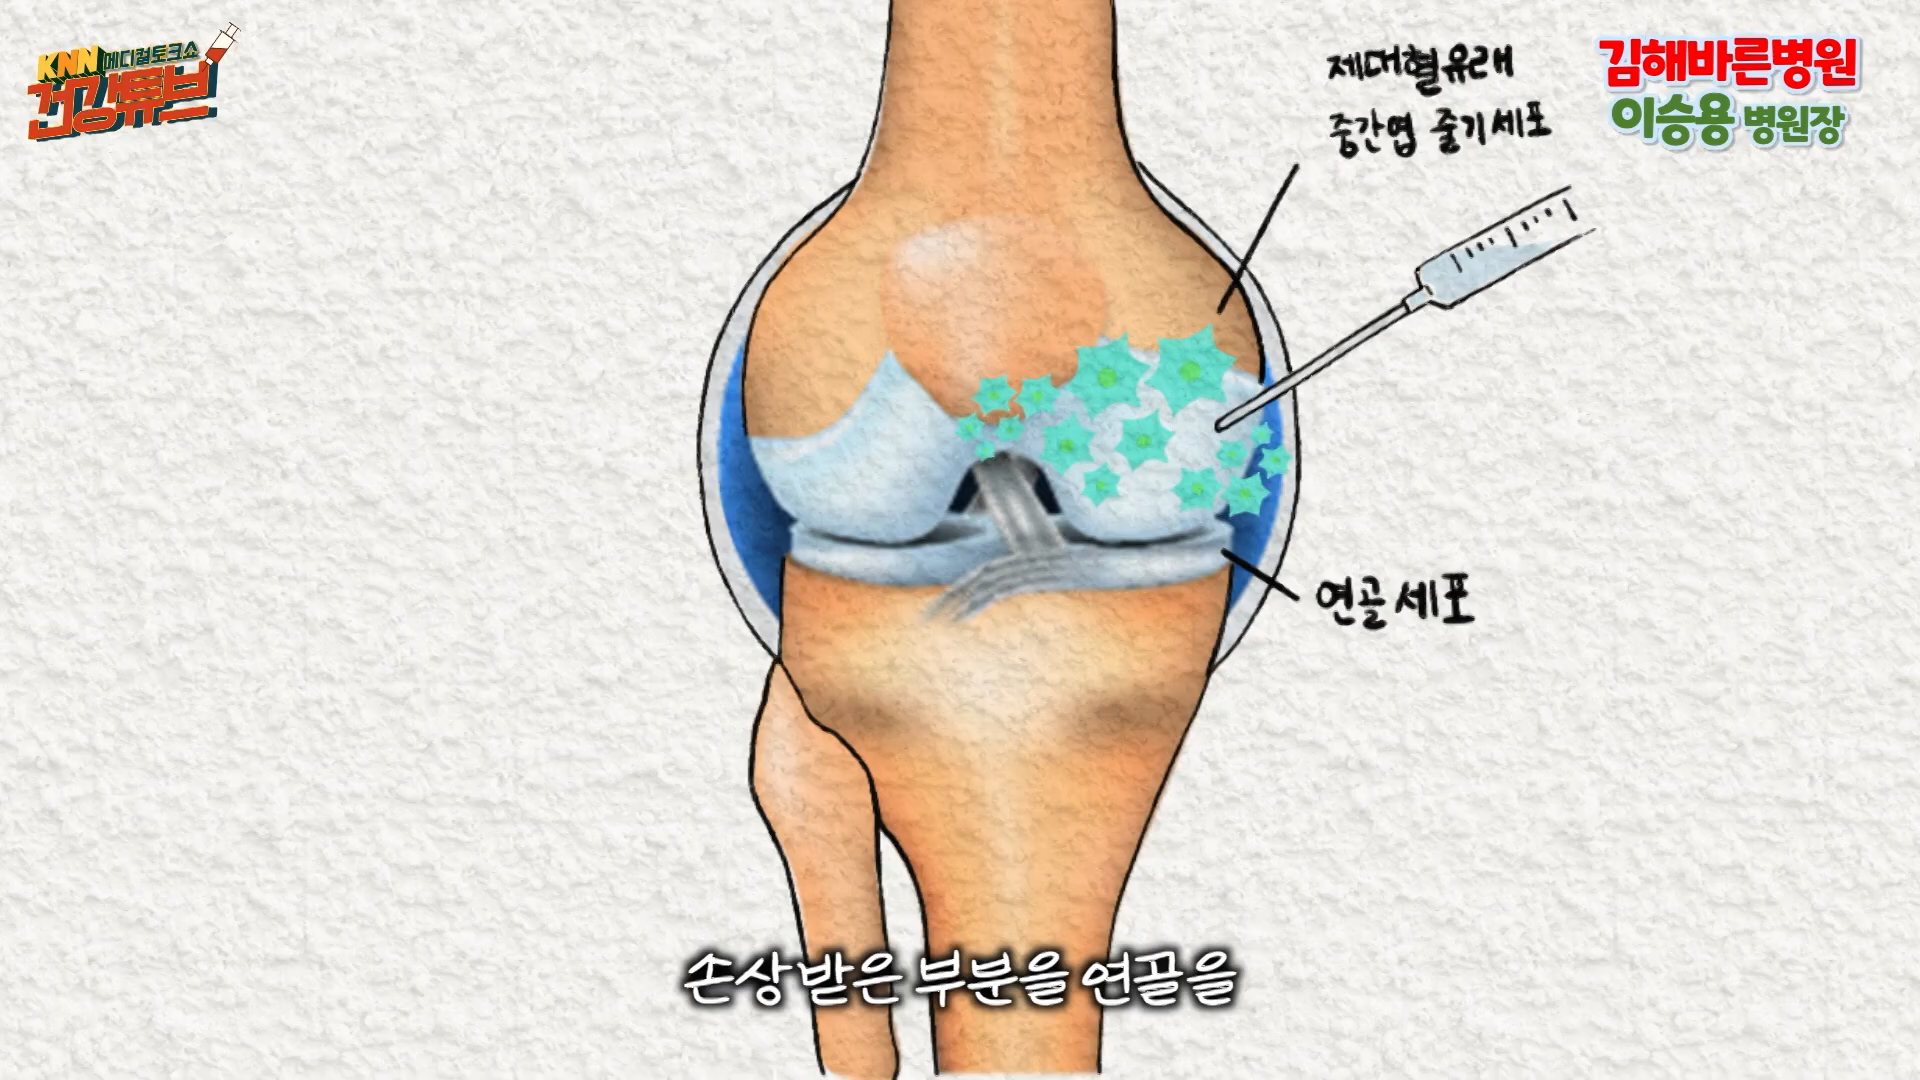 KNN 메디컬토크쇼
건강튜브
김해바른병원
이승용 병원장
제대혈유래
중간엽 줄기세포
연골세포
손상 받은 부분을 연골을